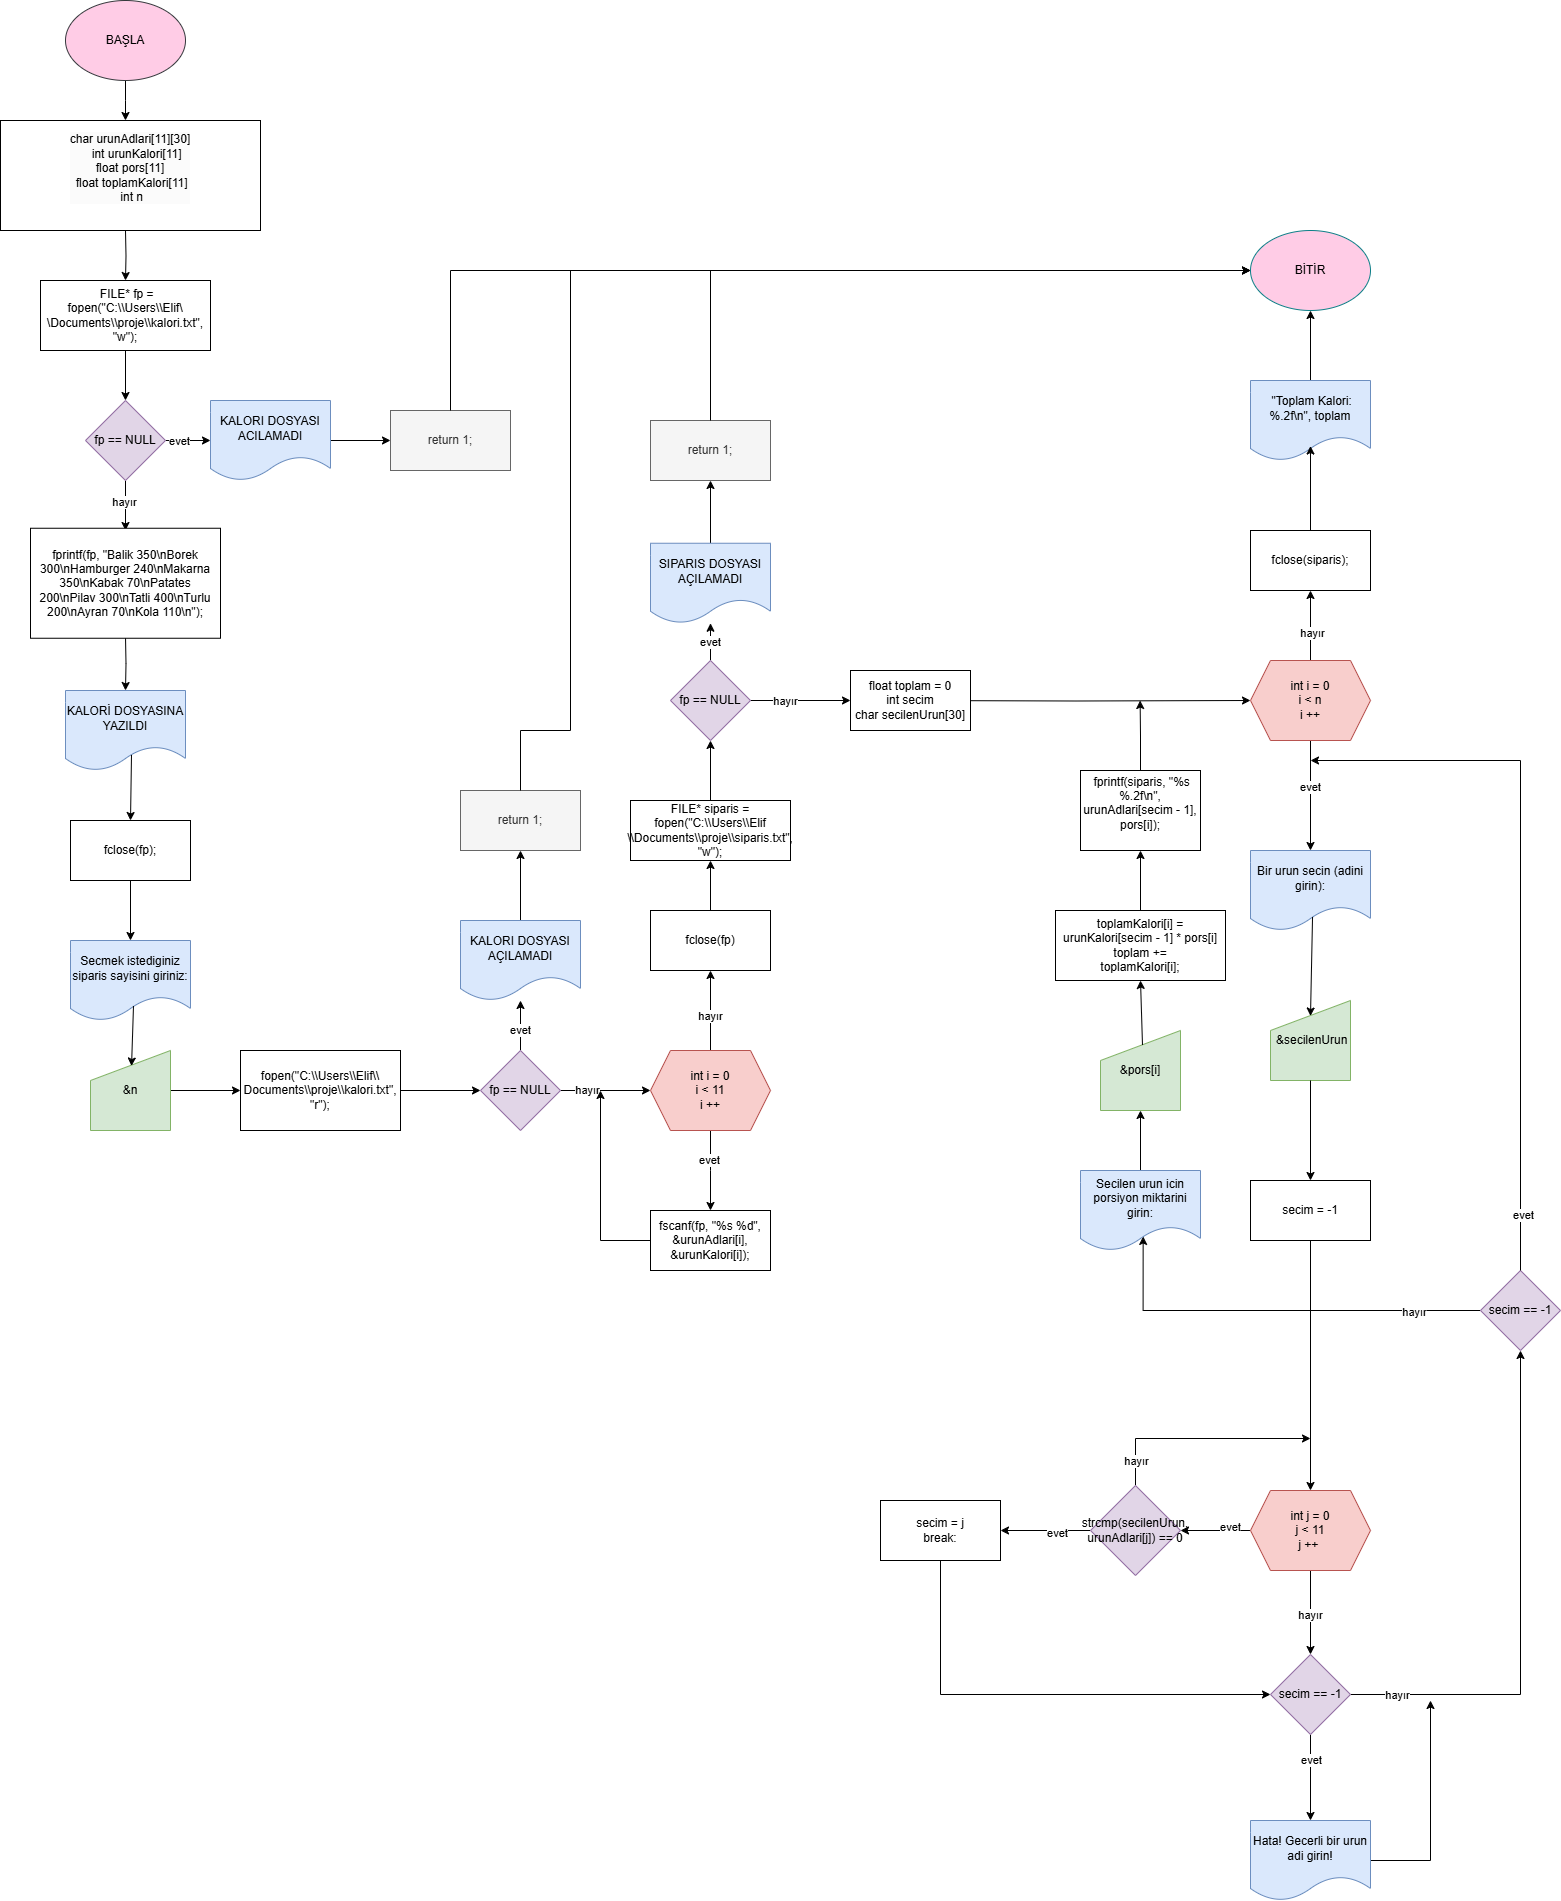 BAŞLA
char urunAdlari[11][30]
int urunKalori[11]
float pors[11]
float toplamKalori[11]
int n
FILE* fp =
fopen("C:\\Users\\Elif\
\Documents\\proje\\kalori.txt",
"w");
fp == NULL
evet
KALORI DOSYASI
ACILAMADI
return 1;
hayır
fprintf(fp, "Balik 350\nBorek
300\nHamburger 240\nMakarna
350\nKabak 70\nPatates
200\nPilav 300\nTatli 400\nTurlu
200\nAyran 70\nKola 110\n");
KALORİ DOSYASINA
YAZILDI
fclose(fp);
Secmek istediginiz
siparis sayisini giriniz:
&n
fopen("C:\\Users\\Elif\\
Documents\\proje\\kalori.txt",
"r");
fp == NULL
evet
KALORI DOSYASI
AÇILAMADI
return 1;
hayır
int i = 0
i < 11
i ++
evet
fscanf(fp, "%s %d",
&urunAdlari[i],
&urunKalori[i]);
hayır
fclose(fp)
FILE* siparis =
fopen("C:\\Users\\Elif
\\Documents\\proje\\siparis.txt",
"w");
fp == NULL
evet
SIPARIS DOSYASI
AÇILAMADI
return 1;
hayır
float toplam = 0
int secim
char secilenUrun[30]
int i = 0
i < n
i ++
hayır
fclose(siparis);
"Toplam Kalori:
%.2f\n", toplam
BİTİR
evet
Bir urun secin (adini
girin):
&secilenUrun
secim = -1
int j = 0
j < 11
j ++
evet
strcmp(secilenUrun,
urunAdlari[j]) == 0
hayır
evet
secim = j
break:
hayır
secim == -1
evet
Hata! Gecerli bir urun
adi girin!
hayır
secim == -1
evet
hayır
Secilen urun icin
porsiyon miktarini
girin:
&pors[i]
toplamKalori[i] =
urunKalori[secim - 1] * pors[i]
toplam +=
toplamKalori[i];
fprintf(siparis, "%s
%.2f\n",
urunAdlari[secim - 1],
pors[i]);